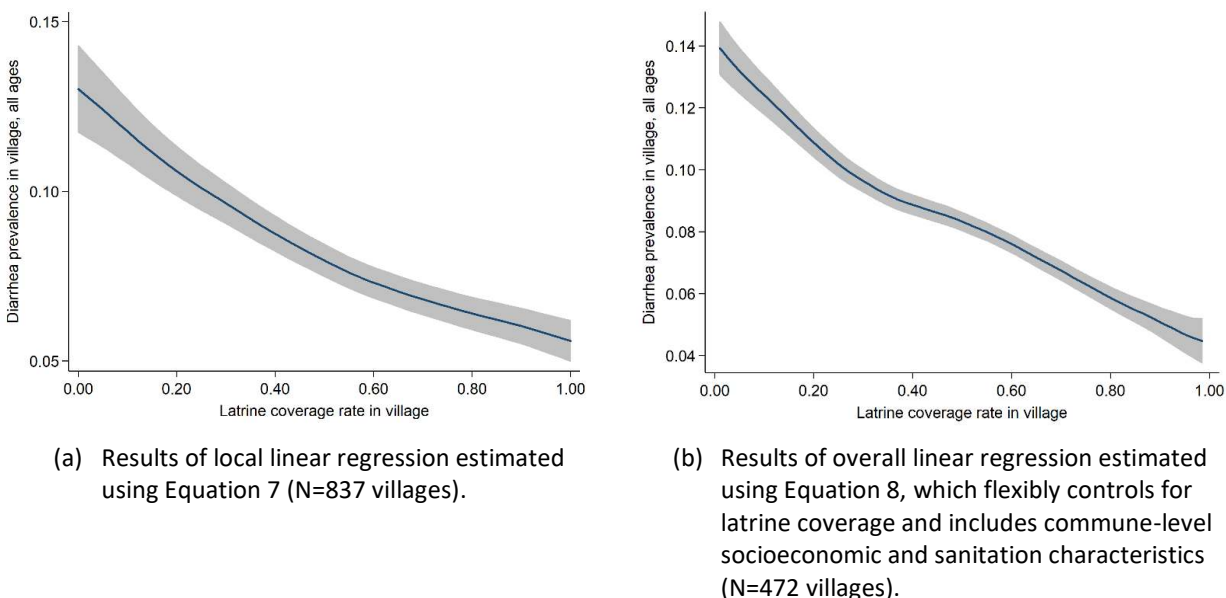 0.15
0.10
0.05
Diarrhea prevalence in village, all ages
0.00 0.20 0.40 0.60 0.80 1.00
Latrine coverage rate in village
(a) Results of local linear regression estimated
using Equation 7 (N=837 villages).
0.14
0.12
0.10
0.08
0.06
0.04
Diarrhea prevalence in village, all ages
0.00 0.20 0.40 0.60 0.80 1.00
Latrine coverage rate in village
(b) Results of overall linear regression estimated
using Equation 8, which flexibly controls for
latrine coverage and includes commune-level
socioeconomic and sanitation characteristics
(N=472 villages).